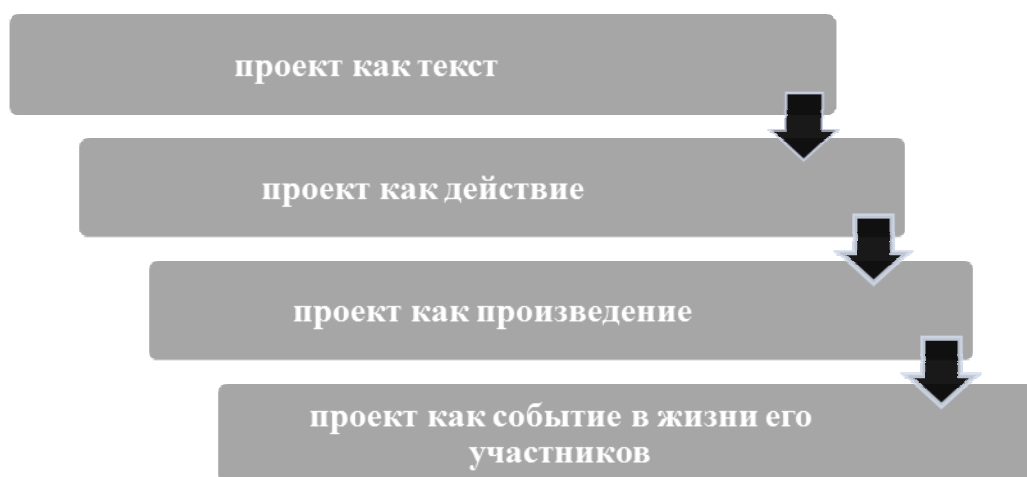 проект как текст
проект как действие
проект как произведение
проект как событие в жизни его
участников